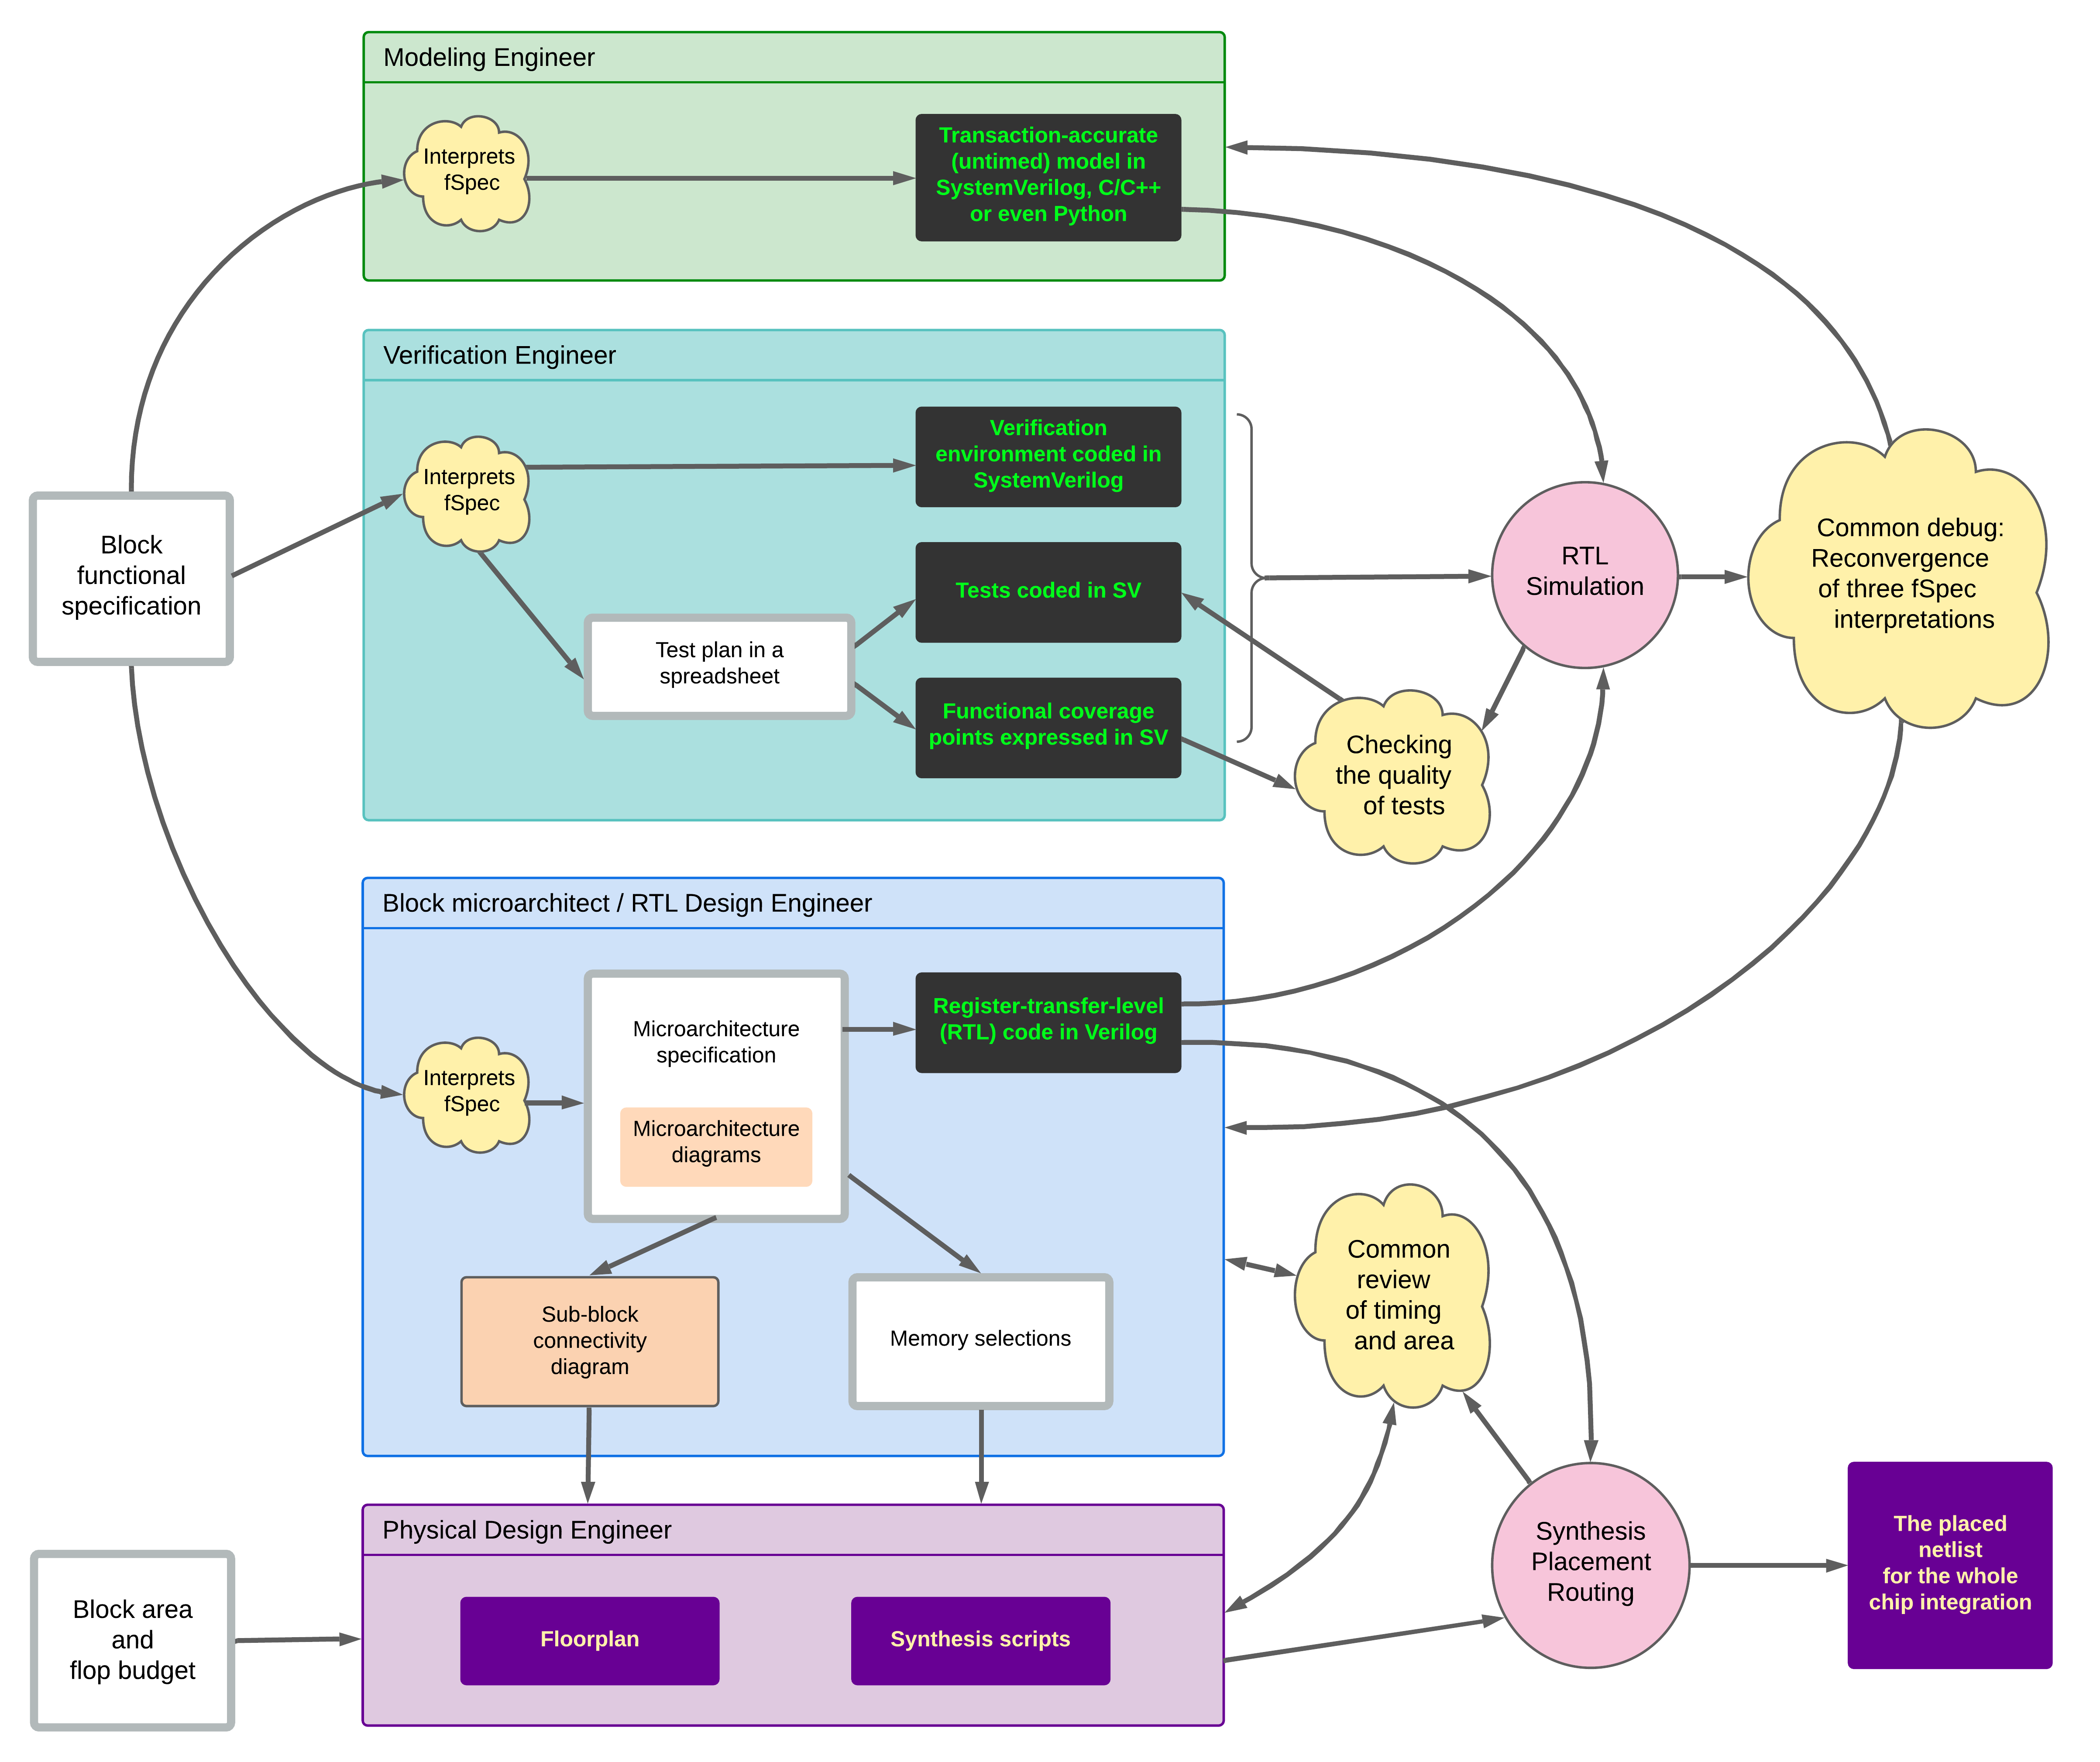 Modeling Engineer
Interprets
fSpec
Transaction-accurate
(untimed) model in
SystemVerilog, C/C++
or even Python
Verification Engineer
Interprets
fSpec
Verification
environment coded in
SystemVerilog
Tests coded in SV
Test plan in a
spreadsheet
Functional coverage
points expressed in SV
Block
functional
specification
RTL
Simulation
Common debug:
Reconvergence
of three fSpec
interpretations
Checking
the quality
of tests
Block microarchitect / RTL Design Engineer
Interprets
fSpec
Microarchitecture
specification
Microarchitecture
diagrams
Register-transfer-level
(RTL) code in Verilog
Sub-block
connectivity
diagram
Memory selections
Common
review
of timing
and area
Physical Design Engineer
Floorplan
Synthesis scripts
Block area
and
flop budget
Synthesis
Placement
Routing
The placed
netlist
for the whole
chip integration